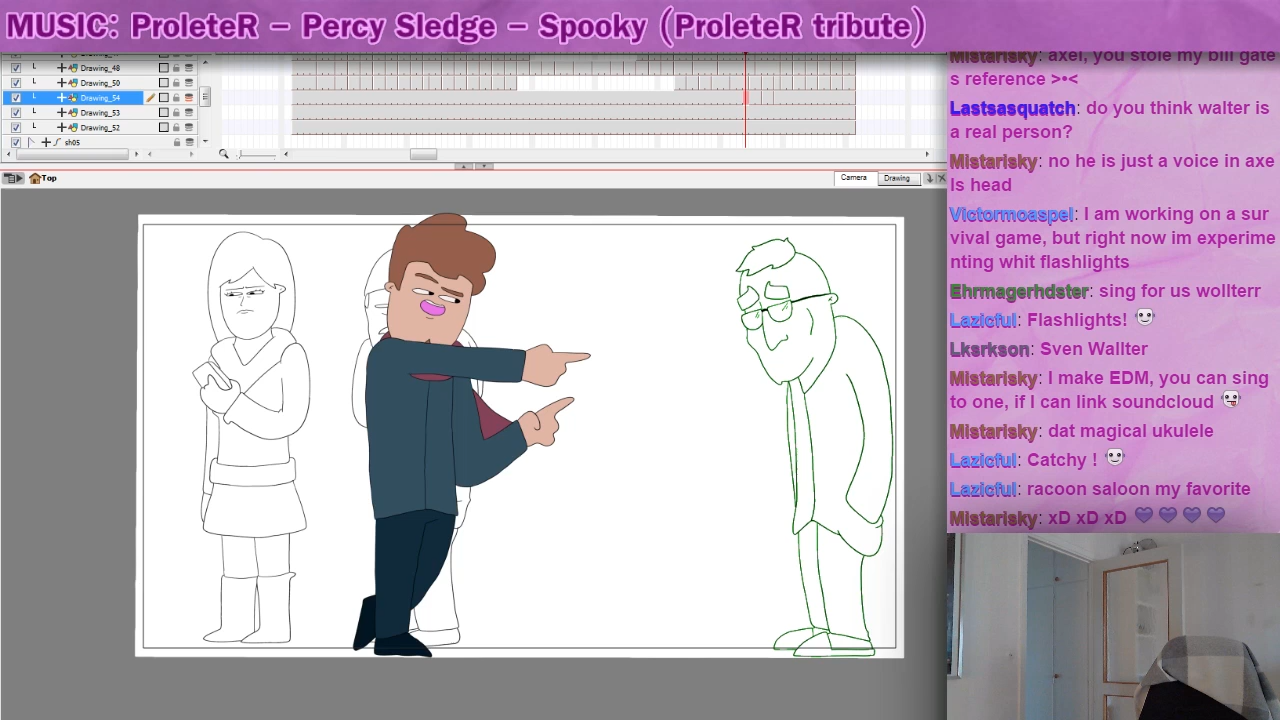 MUSIC: ProleteR – Percy Sledge – Spooky (ProleteR tribute)
Drawing_48
Drawing_50
Drawing_54
Drawing_53
Drawing_52
sh05
Top
Camera
Drawing
Mistarisky: axel, you stole my bill gate
s reference >•<
Lastsasquatch: do you think walter is
a real person?
Mistarisky: no he is just a voice in axe
ls head
Victormoaspel: I am working on a sur
vival game, but right now im experime
nting whit flashlights
Ehrmagerhdster: sing for us wollterr
Lazicful: Flashlights!
Lksrkson: Sven Wallter
Mistarisky: I make EDM, you can sing
to one, if I can link soundcloud
Mistarisky: dat magical ukulele
Lazicful: Catchy !
Lazicful: racoon saloon my favorite
Mistarisky: xD xD xD